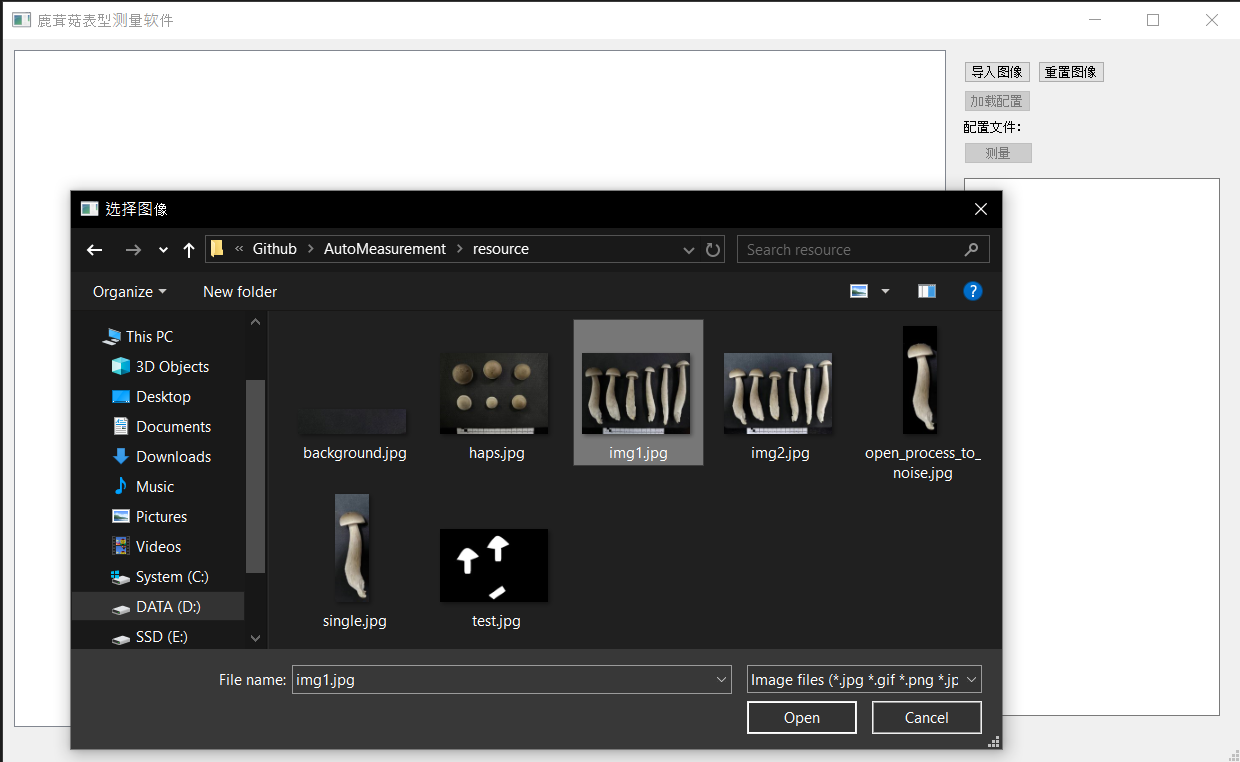 鹿茸菇表型测量软件
导入图像 重置图像
加载配置
配置文件:
测量
选择图像
« Github > AutoMeasurement > resource
Search resource
Organize New folder
?
This PC
3D Objects
Desktop
Documents
Downloads
Music
Pictures
Videos
System (C:)
DATA (D:)
SSD (E:)
background.jpg
haps.jpg
img1.jpg
img2.jpg
open_process_to_
noise.jpg
single.jpg
test.jpg
File name: img1.jpg
Image files (*.jpg *.gif *.png *.jp
Open Cancel